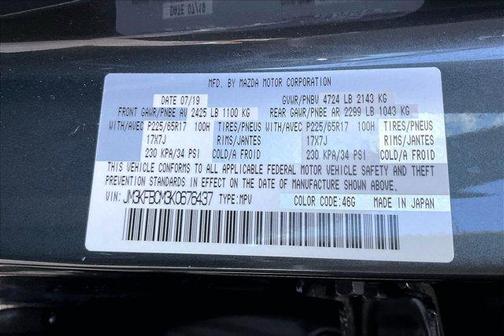 DATE 07/19
MFD. BY MAZDA MOTOR CORPORATION
DATE 07/19 GVWR/PNBV 4724 LB 2143 KG
FRONT GAWR/PNBE AV 2425 LB 1100 KG REAR GAWR/PNBE AR 2299 LB 1043 KG
WITH/AVEC P225/65R17 100H TIRES/PNEUS WITH/AVEC P225/65R17 100H TIRES/PNEUS
17X7J RIMS/JANTES 17X7J RIMS/JANTES
230 KPA/34 PSI COLD/A FROID 230 KPA/34 PSI COLD/A FROID
THIS VEHICLE CONFORMS TO ALL APPLICABLE FEDERAL MOTOR VEHICLE SAFETY AND THEFT
PREVENTION STANDARDS IN EFFECT ON THE DATE OF MANUFACTURE SHOWN ABOVE.
VIN: JM3KFBCM3K0676437 TYPE: MPV
COLOR CODE: 46G MADE IN JAPAN